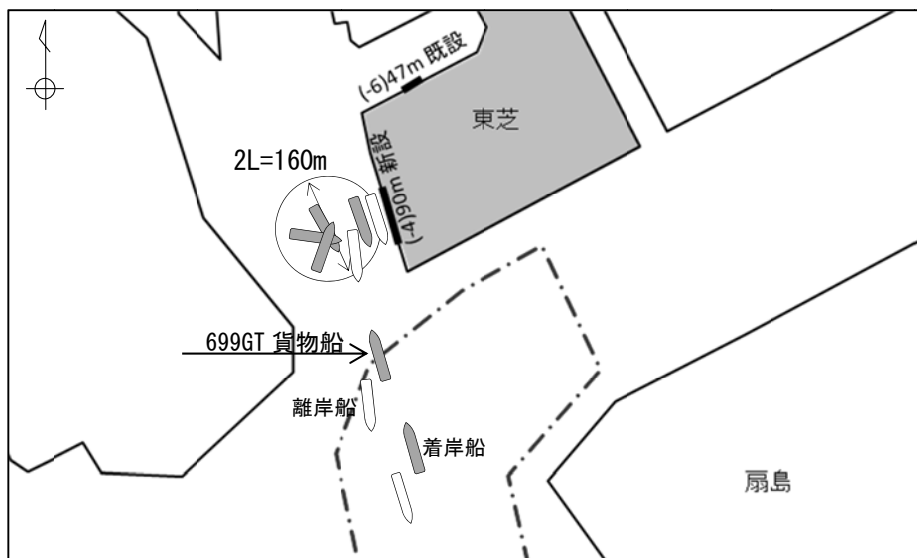 (-6)47m 既設
東芝
(-4)90m 新設
2L=160m
699GT 貨物船
離岸船
着岸船
扇島